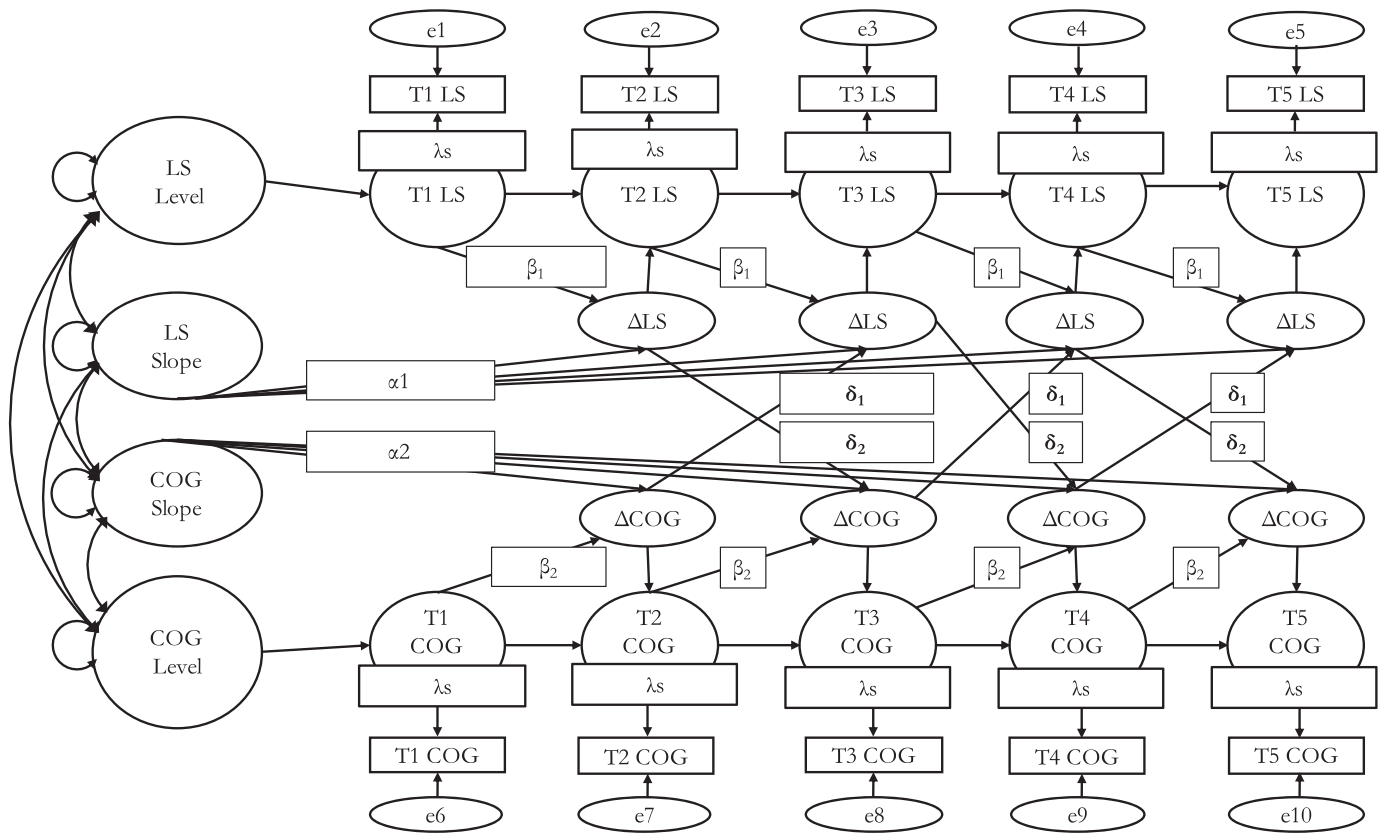 e1 e2 e3 e4 e5
T1 LS T2 LS T3 LS T4 LS T5 LS
λs λs λs λs λs
LS
Level
T1 LS T2 LS T3 LS T4 LS T5 LS
β₁ β₁ β₁ β₁
LS
Slope
ΔLS ΔLS ΔLS ΔLS
α1
δ₁ δ₁ δ₁
α2
δ₂ δ₂ δ₂
COG
Slope
ΔCOG ΔCOG ΔCOG ΔCOG
β₂ β₂ β₂ β₂
COG
Level
T1 T2 T3 T4 T5
COG COG COG COG COG
λs λs λs λs λs
T1 COG T2 COG T3 COG T4 COG T5 COG
e6 e7 e8 e9 e10